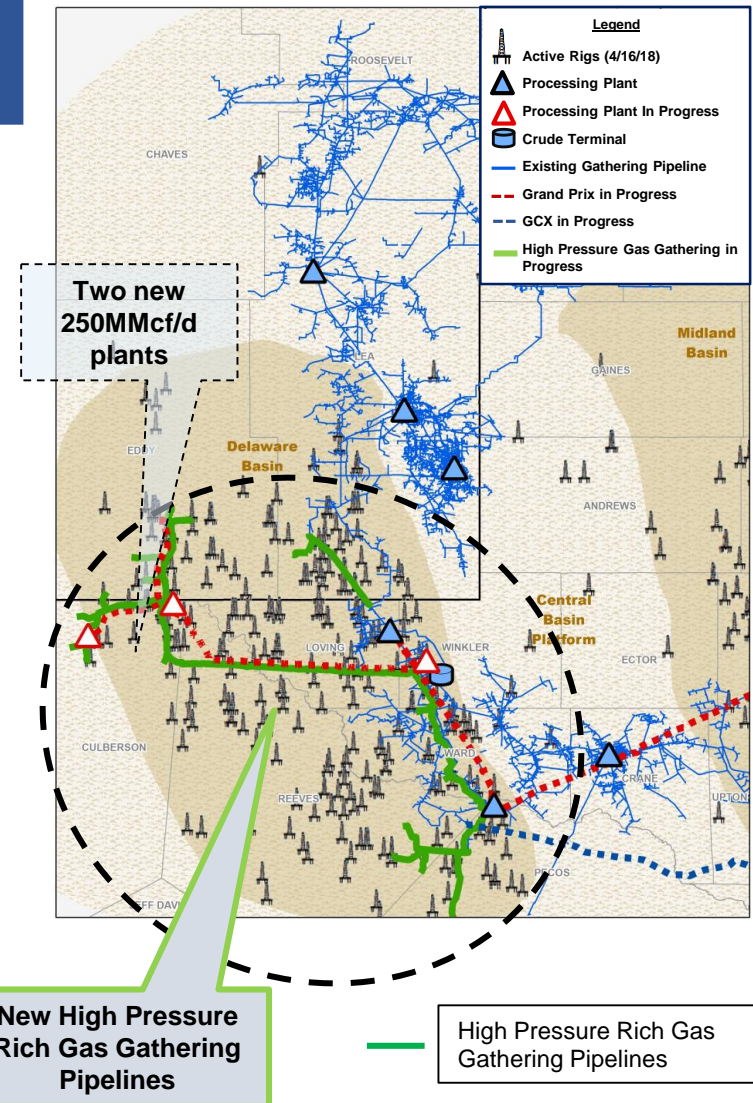 Legend
Active Rigs (4/16/18)
Processing Plant
Processing Plant In Progress
Crude Terminal
Existing Gathering Pipeline
Grand Prix in Progress
GCX in Progress
High Pressure Gas Gathering in
Progress
ROOSEVELT
CHAVES
Two new
250MMcf/d
plants
LEA
Midland
Basin
GAINES
EDDY
Delaware
Basin
ANDREWS
Central
Basin
Platform
LOVING
WINKLER
ECTOR
CULBERSON
WARD
CRANE
REEVES
UPTON
PECOS
JEFF DAVI
New High Pressure
Rich Gas Gathering
Pipelines
High Pressure Rich Gas
Gathering Pipelines